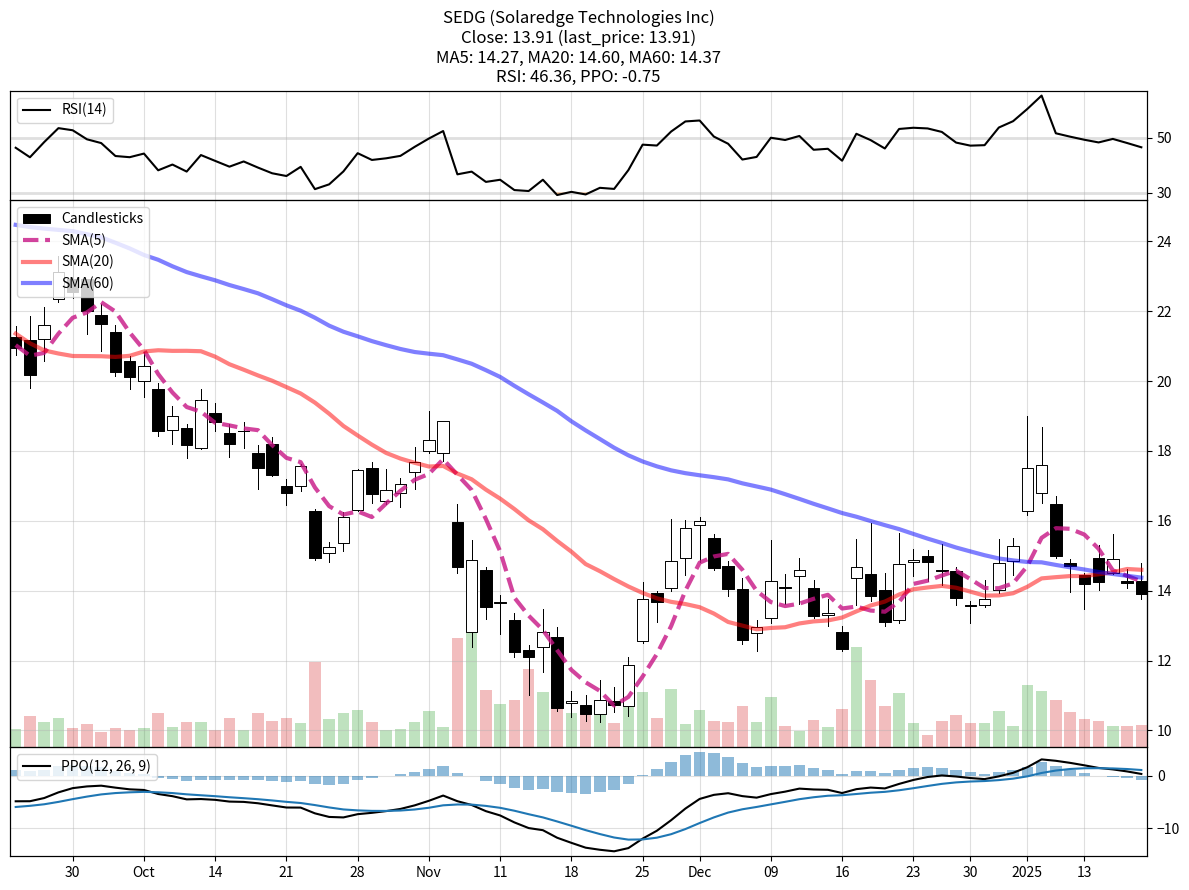 SEDG (Solaredge Technologies Inc)
Close: 13.91 (last_price: 13.91)
MA5: 14.27, MA20: 14.60, MA60: 14.37
RSI: 46.36, PPO: -0.75
RSI(14)
50
30
Candlesticks
SMA(5)
SMA(20)
SMA(60)
24
22
20
18
16
14
12
10
PPO(12, 26, 9)
0
−10
30 Oct 14 21 28 Nov 11 18 25 Dec 09 16 23 30 2025 13